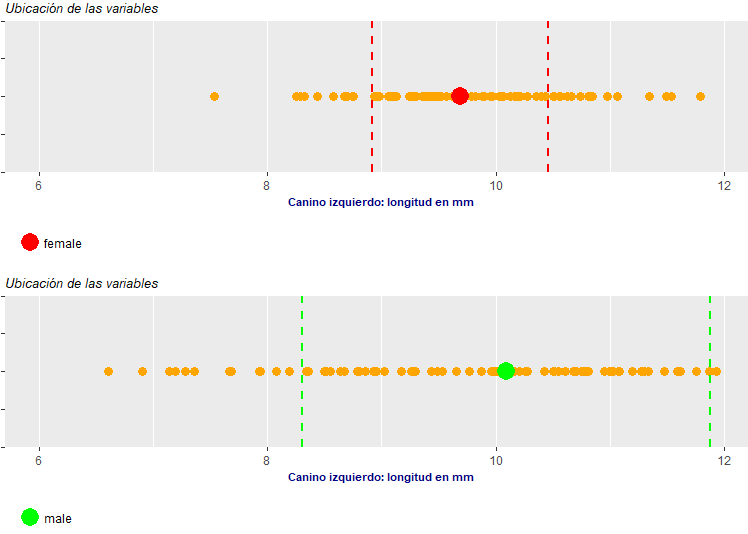 Ubicación de las variables
6 8 10 12
Canino izquierdo: longitud en mm
female
Ubicación de las variables
6 8 10 12
Canino izquierdo: longitud en mm
male